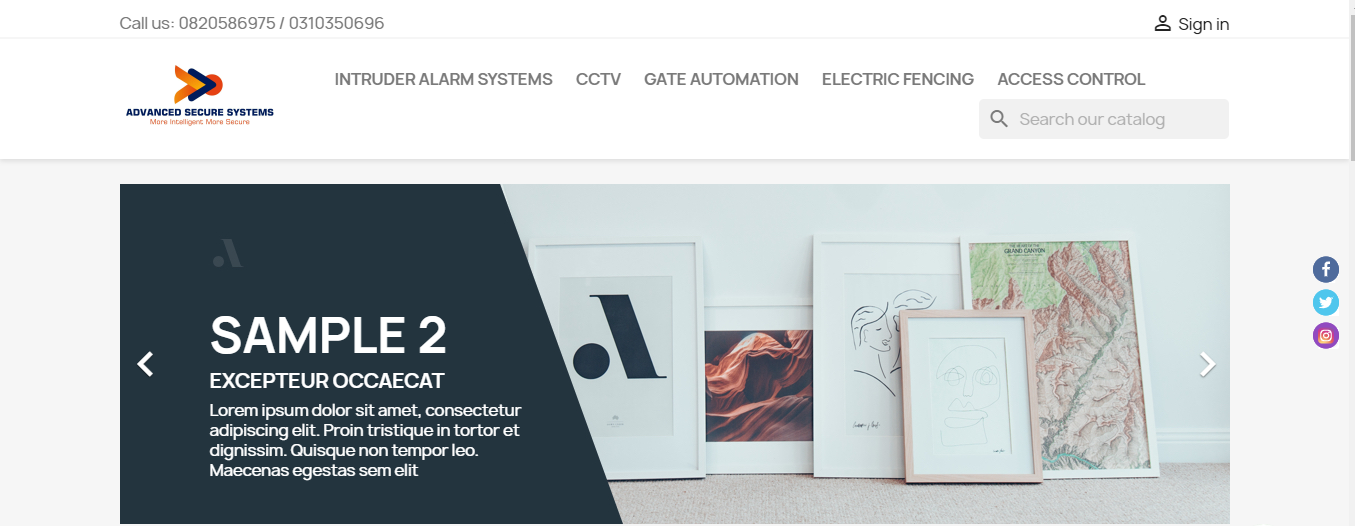 Call us: 0820586975 / 0310350696
Sign in
ADVANCED SECURE SYSTEMS
More Intelligent More Secure
INTRUDER ALARM SYSTEMS CCTV GATE AUTOMATION ELECTRIC FENCING ACCESS CONTROL
Search our catalog
SAMPLE 2
EXCEPTEUR OCCAECAT
Lorem ipsum dolor sit amet, consectetur
adipiscing elit. Proin tristique in tortor et
dignissim. Quisque non tempor leo.
Maecenas egestas sem elit
GRAND CANYON